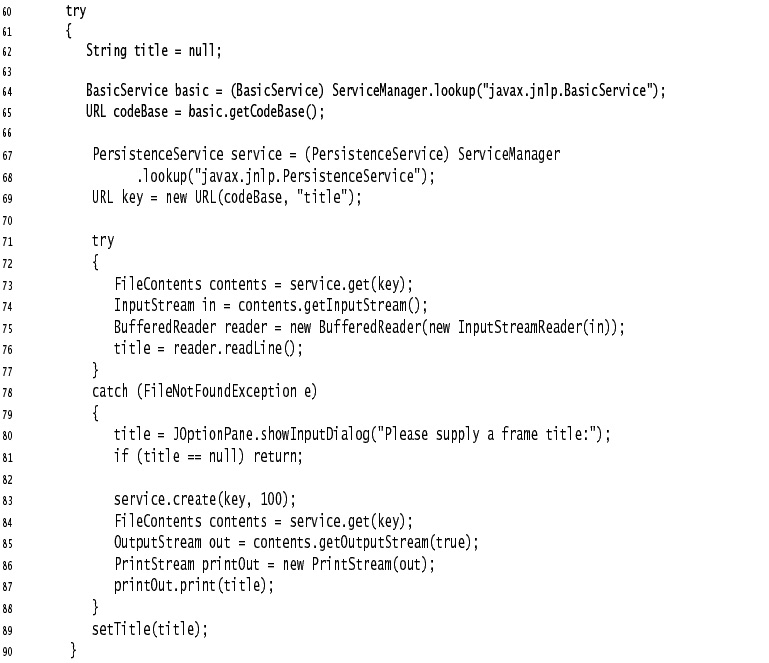 60 try
61 {
62 String title = null;
63
64 BasicService basic = (BasicService) ServiceManager.lookup("javax.jnlp.BasicService");
65 URL codeBase = basic.getCodeBase();
66
67 PersistenceService service = (PersistenceService) ServiceManager
68 .lookup("javax.jnlp.PersistenceService");
69 URL key = new URL(codeBase, "title");
70
71 try
72 {
73 FileContents contents = service.get(key);
74 InputStream in = contents.getInputStream();
75 BufferedReader reader = new BufferedReader(new InputStreamReader(in));
76 title = reader.readLine();
77 }
78 catch (FileNotFoundException e)
79 {
80 title = JOptionPane.showInputDialog("Please supply a frame title:");
81 if (title == null) return;
82
83 service.create(key, 100);
84 FileContents contents = service.get(key);
85 OutputStream out = contents.getOutputStream(true);
86 PrintStream printOut = new PrintStream(out);
87 printOut.print(title);
88 }
89 setTitle(title);
90 }